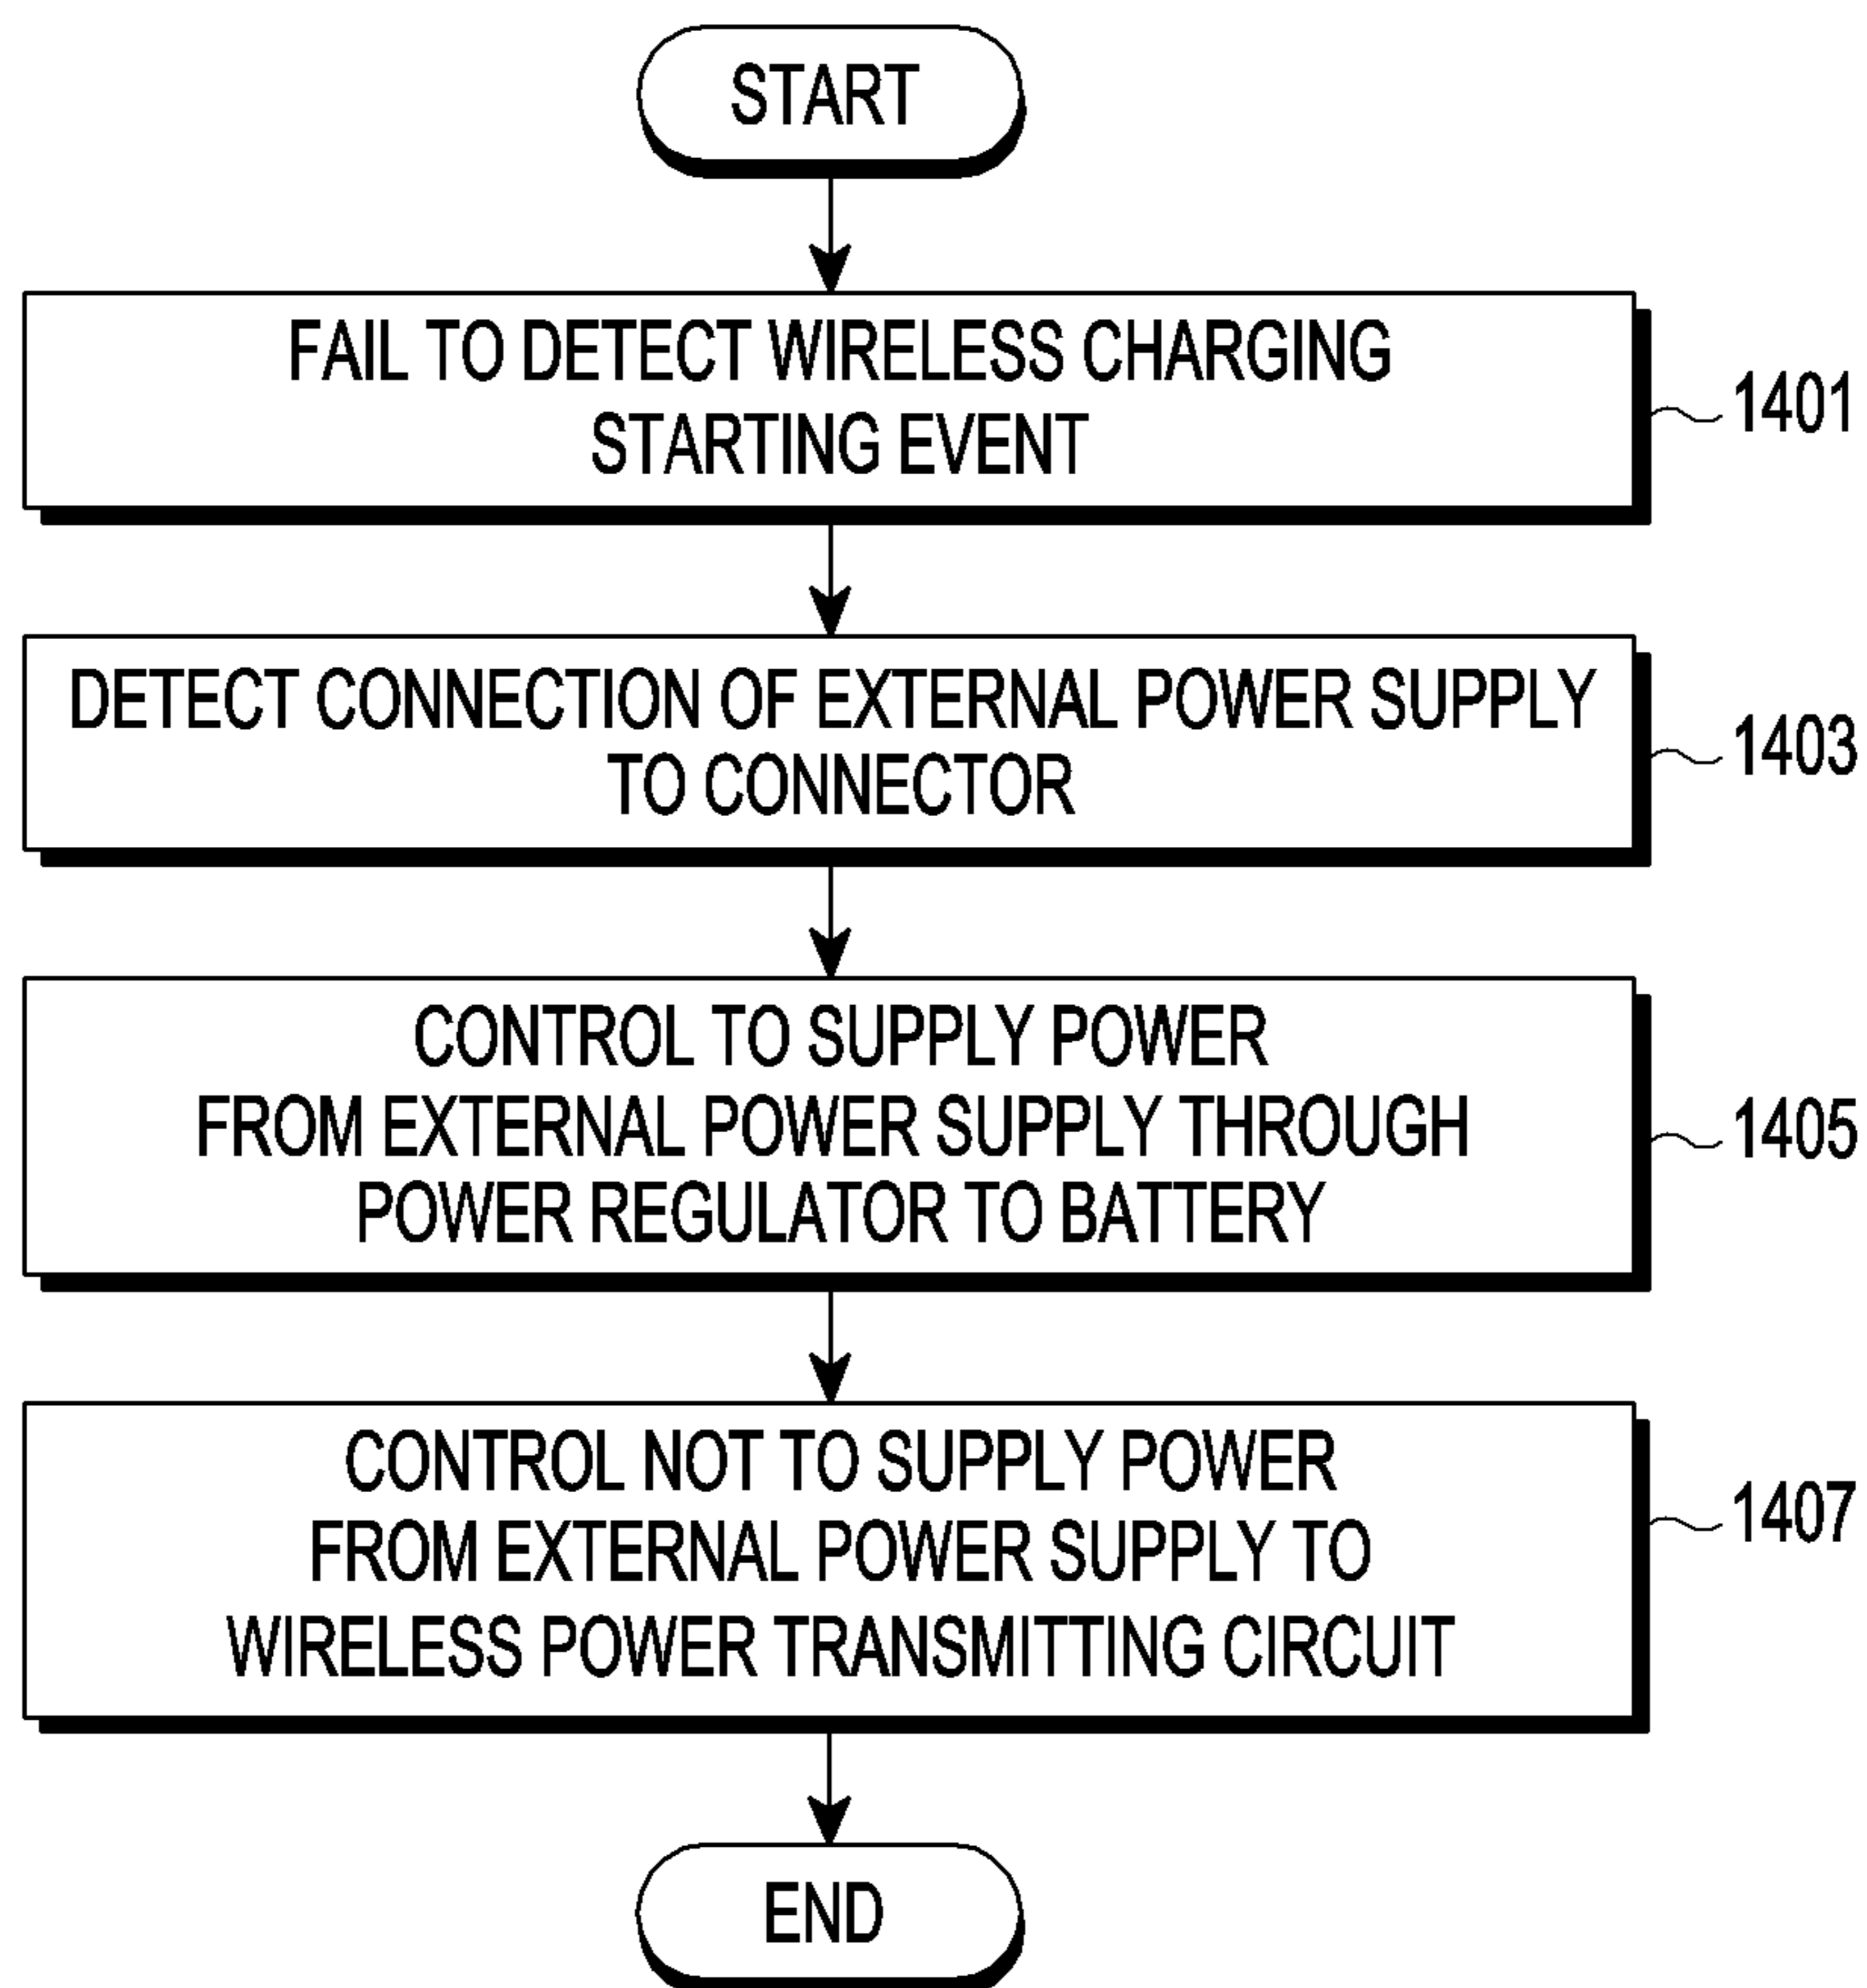 START
FAIL TO DETECT WIRELESS CHARGING
STARTING EVENT
1401
DETECT CONNECTION OF EXTERNAL POWER SUPPLY
TO CONNECTOR
1403
CONTROL TO SUPPLY POWER
FROM EXTERNAL POWER SUPPLY THROUGH
POWER REGULATOR TO BATTERY
1405
CONTROL NOT TO SUPPLY POWER
FROM EXTERNAL POWER SUPPLY TO
WIRELESS POWER TRANSMITTING CIRCUIT
1407
END